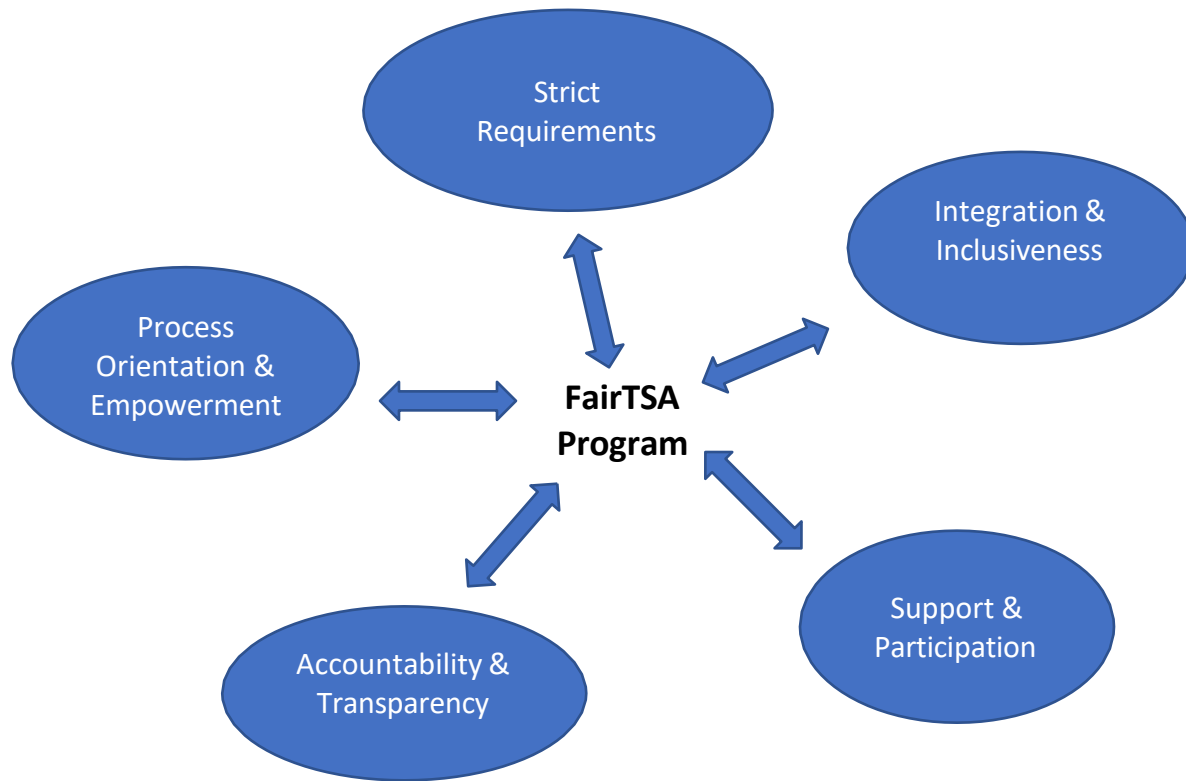 Strict
Requirements
Integration &
Inclusiveness
Process
Orientation &
Empowerment
FairTSA
Program
Support &
Participation
Accountability &
Transparency